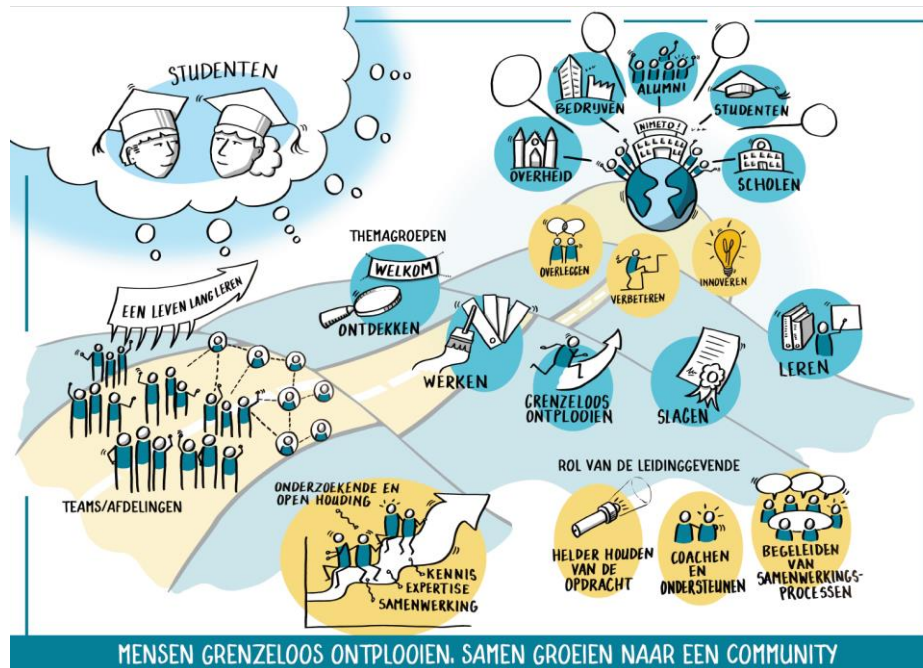 STUDENTEN
EEN LEVEN LANG LEREN
TEAMS/AFDELINGEN
THEMAGROEPEN
WELKOM
ONTDEKKEN
WERKEN
GRENZELOOS
ONTPLOOIEN
SLAGEN
LEREN
OVERHEID
BEDRIJVEN
ALUMNI
STUDENTEN
SCHOLEN
NIMETO!
OVERLEGGEN
VERBETEREN
INNOVEREN
ONDERZOEKENDE EN
OPEN HOUDING
KENNIS
EXPERTISE
SAMENWERKING
ROL VAN DE LEIDINGGEVENDE
HELDER HOUDEN
VAN DE
OPDRACHT
COACHEN
EN
ONDERSTEUNEN
BEGELEIDEN
VAN
SAMENWERKINGS-
PROCESSEN
MENSEN GRENZELOOS ONTPLOOIEN. SAMEN GROEIEN NAAR EEN COMMUNITY